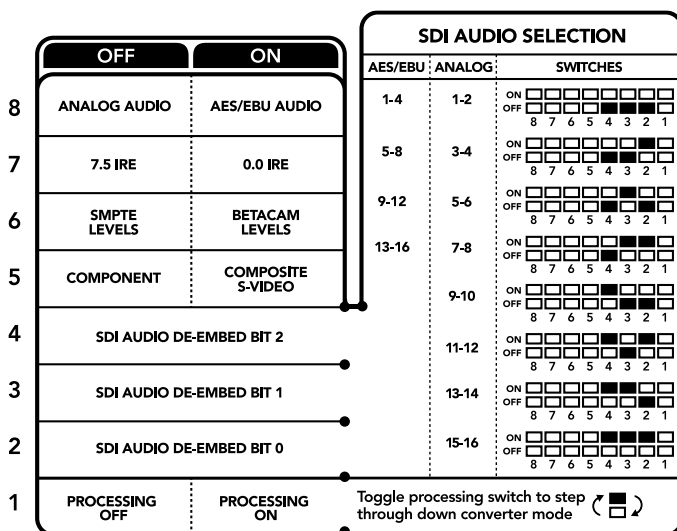 OFF ON
8 ANALOG AUDIO AES/EBU AUDIO
7 7.5 IRE 0.0 IRE
6 SMPTE LEVELS BETACAM LEVELS
5 COMPONENT COMPOSITE S-VIDEO
4 SDI AUDIO DE-EMBED BIT 2
3 SDI AUDIO DE-EMBED BIT 1
2 SDI AUDIO DE-EMBED BIT 0
1 PROCESSING OFF PROCESSING ON
SDI AUDIO SELECTION
AES/EBU ANALOG SWITCHES
1-4 1-2 ON
OFF
8 7 6 5 4 3 2 1
5-8 3-4 ON
OFF
8 7 6 5 4 3 2 1
9-12 5-6 ON
OFF
8 7 6 5 4 3 2 1
13-16 7-8 ON
OFF
8 7 6 5 4 3 2 1
9-10 ON
OFF
8 7 6 5 4 3 2 1
11-12 ON
OFF
8 7 6 5 4 3 2 1
13-14 ON
OFF
8 7 6 5 4 3 2 1
15-16 ON
OFF
8 7 6 5 4 3 2 1
Toggle processing switch to step
through down converter mode